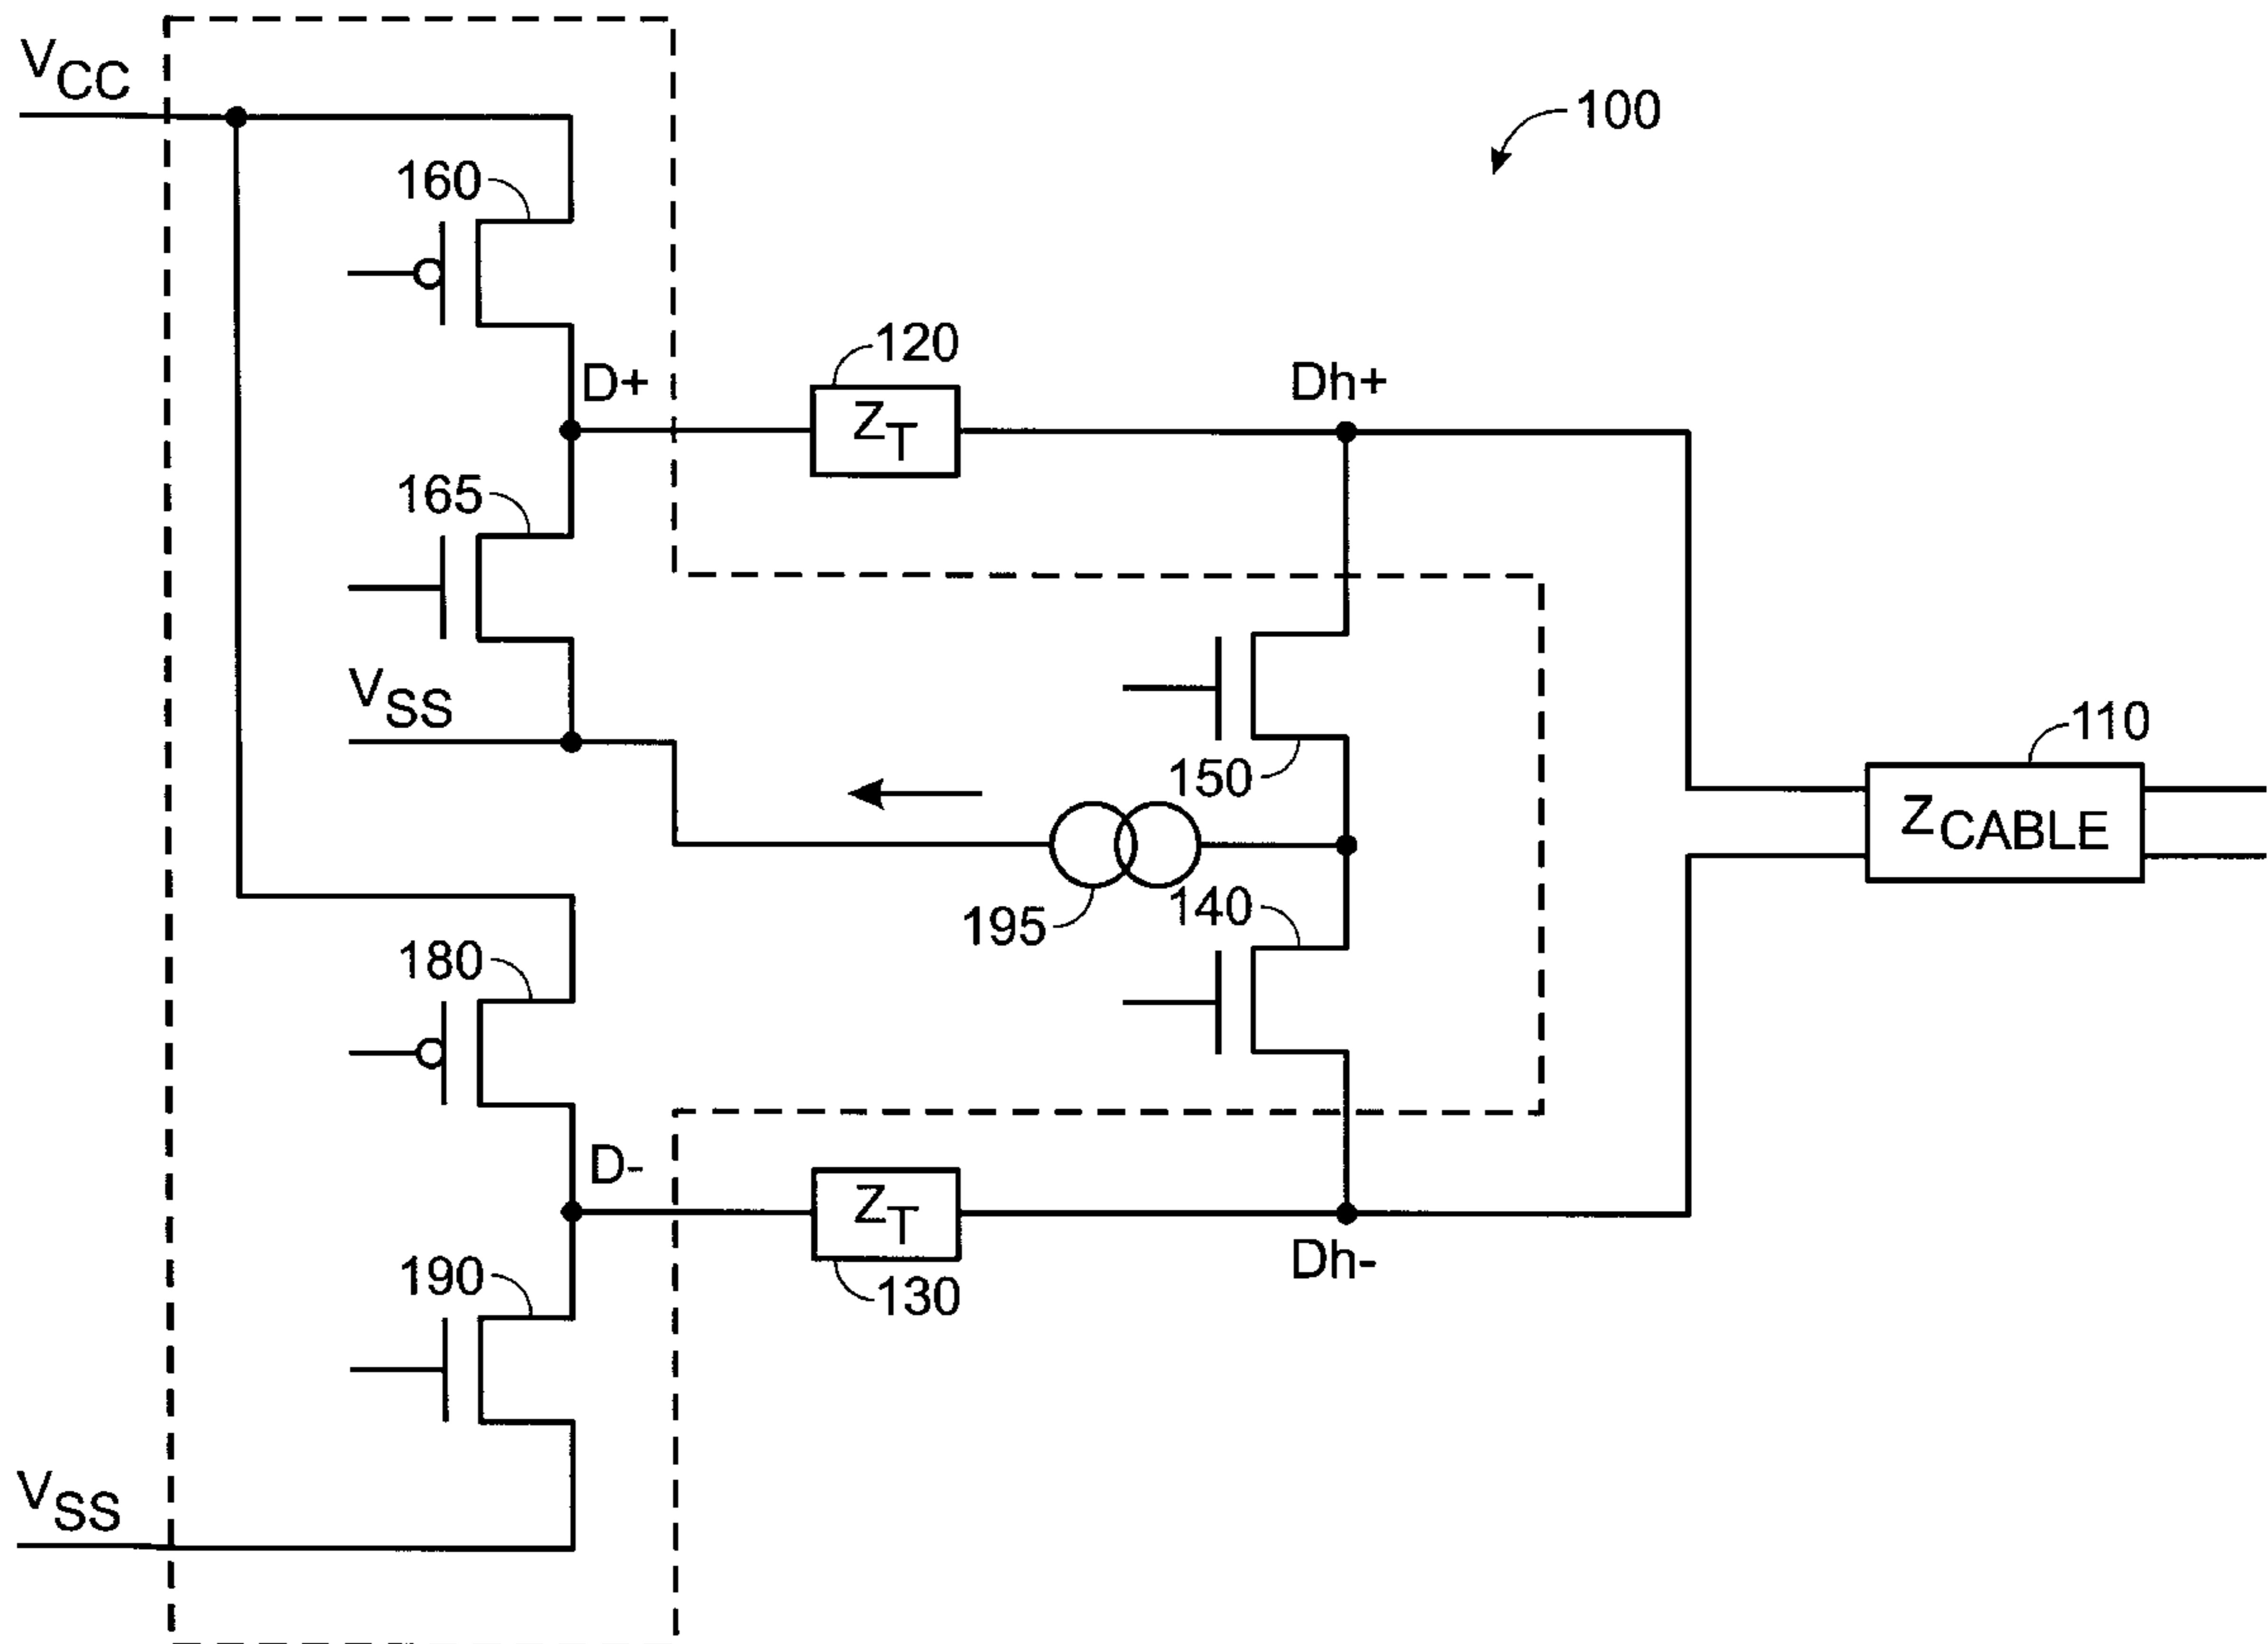 VCC
100
160
120
D+
ZT
Dh+
165
VSS
150
110
ZCABLE
195
140
180
D-
ZT
Dh-
190
130
VSS